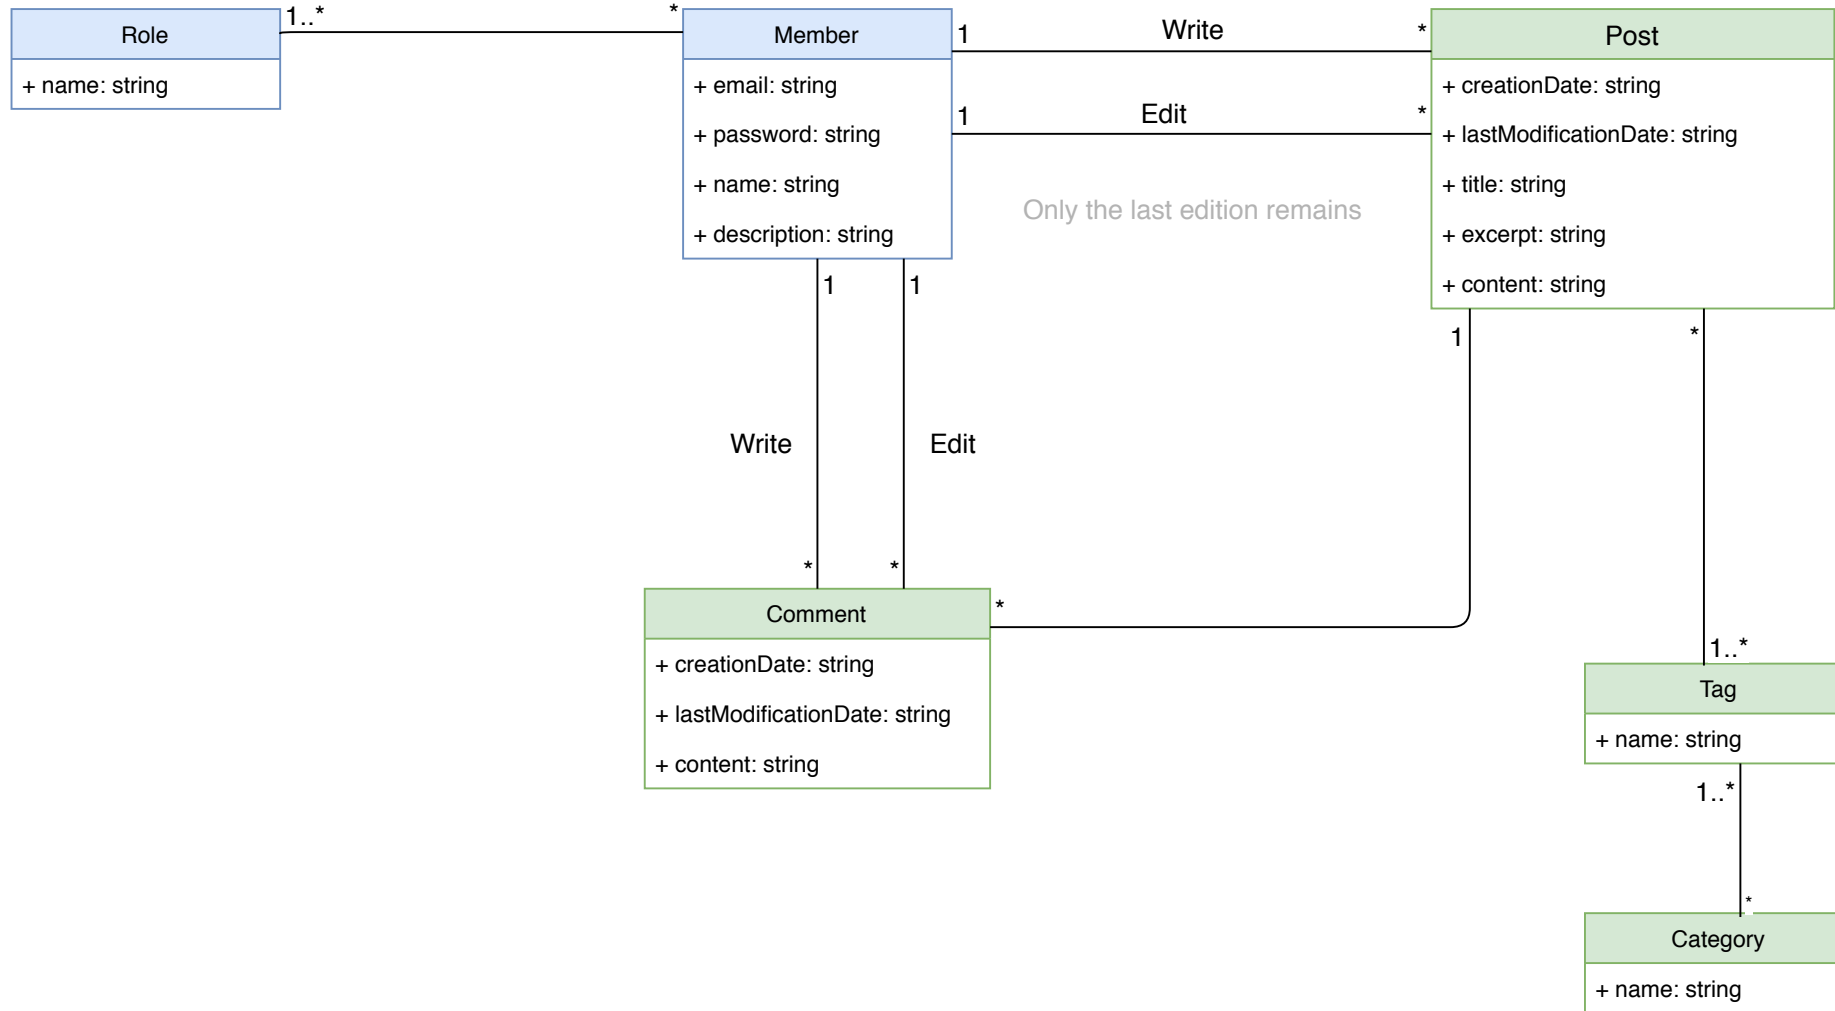 Role
+ name: string
1..*
*
Member
+ email: string
+ password: string
+ name: string
+ description: string
1
Write
*
1
Edit
*
Only the last edition remains
Post
+ creationDate: string
+ lastModificationDate: string
+ title: string
+ excerpt: string
+ content: string
1
1
Write
Edit
*
*
1
*
Comment
+ creationDate: string
+ lastModificationDate: string
+ content: string
*
1..*
Tag
+ name: string
1..*
*
Category
+ name: string